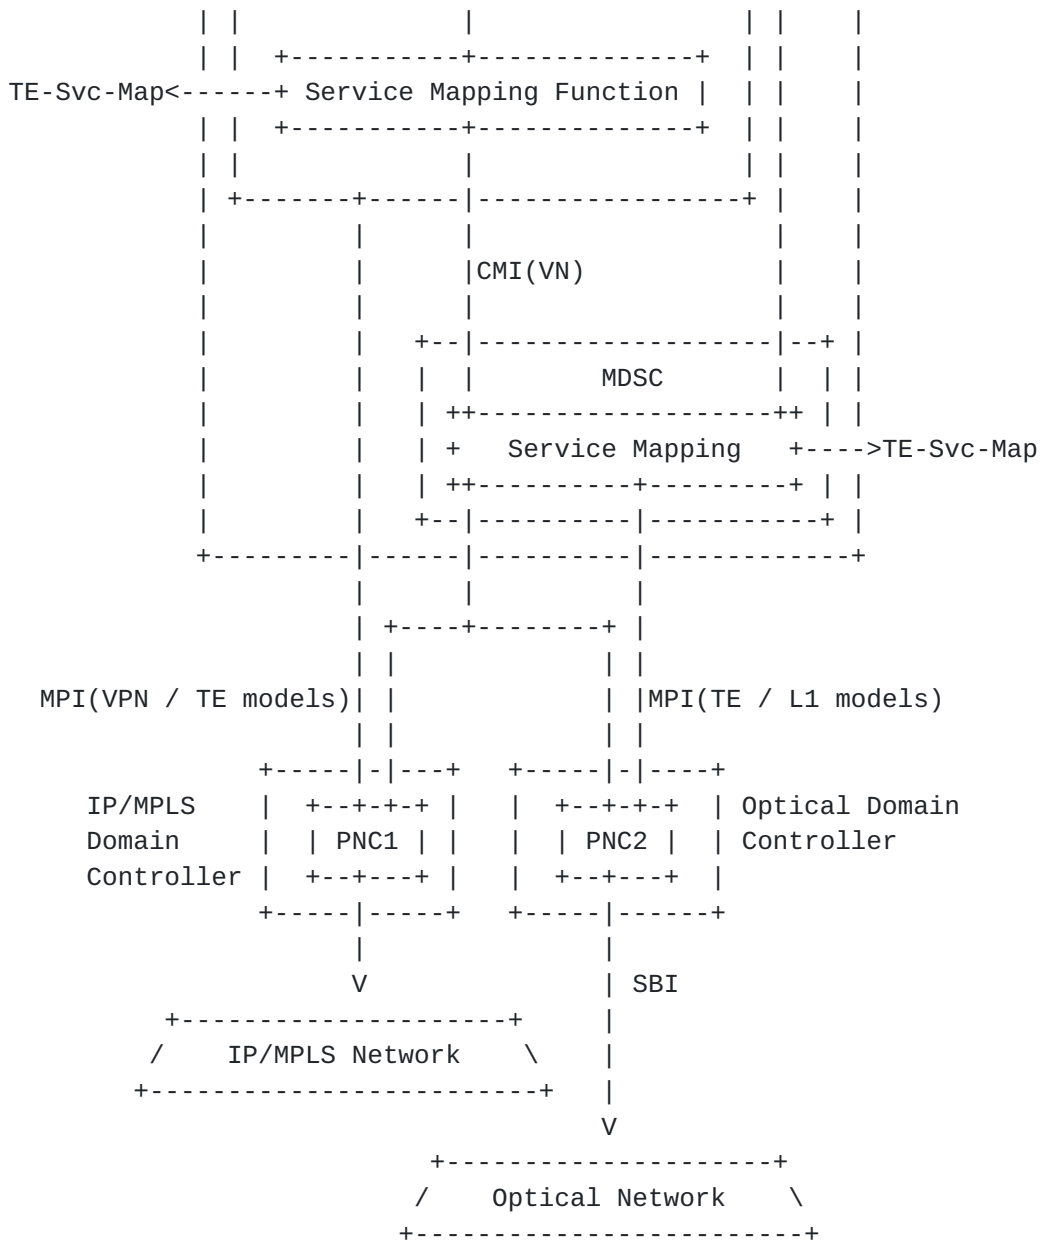 TE-Svc-Map<------+ Service Mapping Function |
CMI(VN)
MDSC
Service Mapping +---->TE-Svc-Map
MPI(VPN / TE models) MPI(TE / L1 models)
IP/MPLS Optical Domain
Domain PNC1 PNC2 Controller
Controller
V SBI
IP/MPLS Network
V
Optical Network